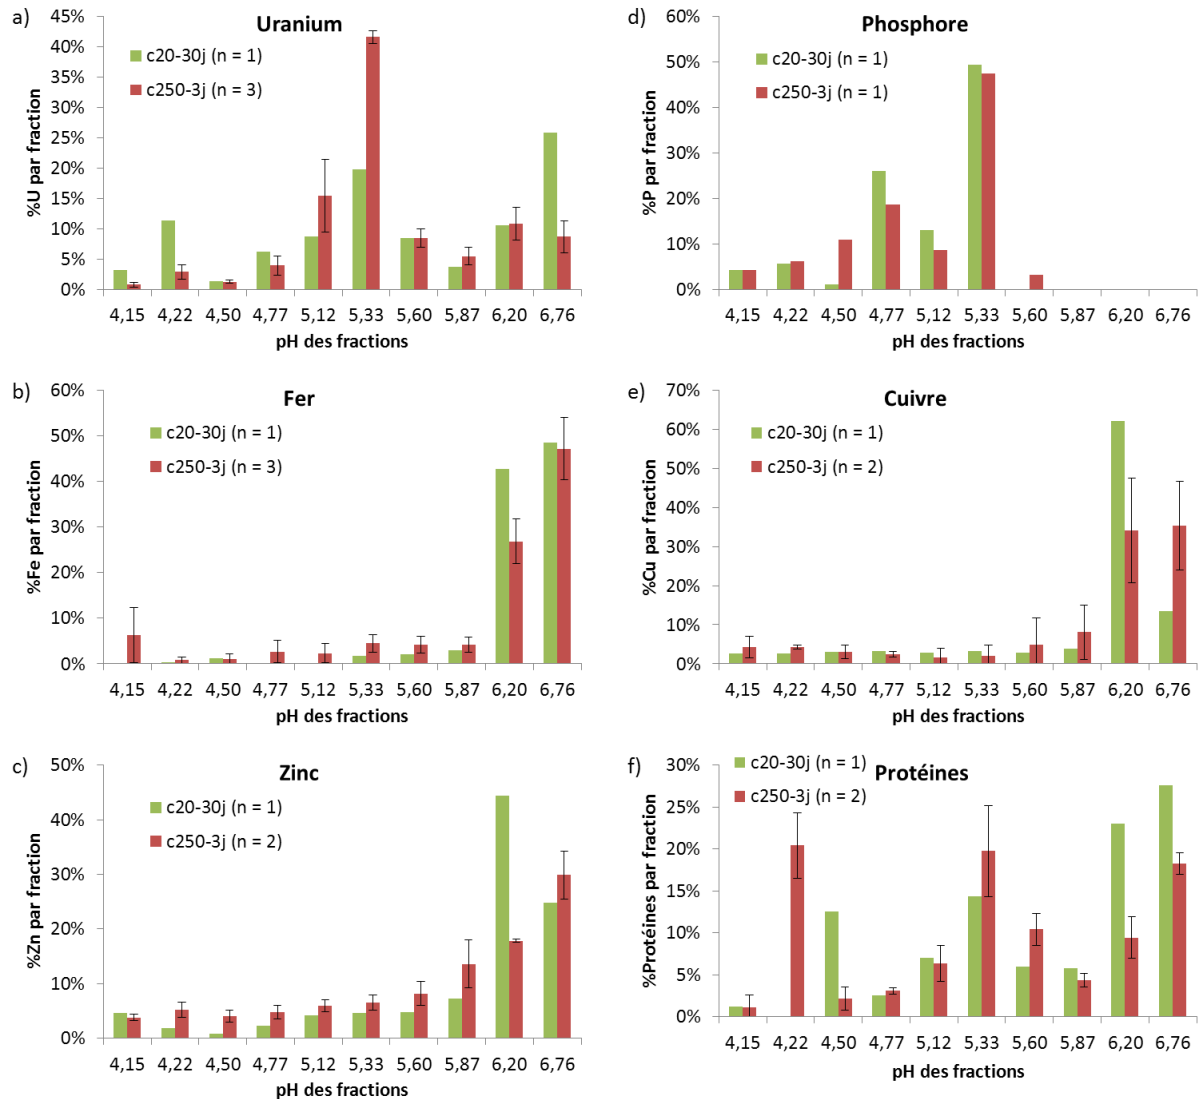 a)
Uranium
c20-30j (n = 1)
c250-3j (n = 3)
%U par fraction
45%
40%
35%
30%
25%
20%
15%
10%
5%
0%
4,15 4,22 4,50 4,77 5,12 5,33 5,60 5,87 6,20 6,76
pH des fractions
d)
Phosphore
c20-30j (n = 1)
c250-3j (n = 1)
%P par fraction
60%
50%
40%
30%
20%
10%
0%
4,15 4,22 4,50 4,77 5,12 5,33 5,60 5,87 6,20 6,76
pH des fractions
b)
Fer
c20-30j (n = 1)
c250-3j (n = 3)
%Fe par fraction
60%
50%
40%
30%
20%
10%
0%
4,15 4,22 4,50 4,77 5,12 5,33 5,60 5,87 6,20 6,76
pH des fractions
e)
Cuivre
c20-30j (n = 1)
c250-3j (n = 2)
%Cu par fraction
70%
60%
50%
40%
30%
20%
10%
0%
4,15 4,22 4,50 4,77 5,12 5,33 5,60 5,87 6,20 6,76
pH des fractions
c)
Zinc
c20-30j (n = 1)
c250-3j (n = 2)
%Zn par fraction
50%
40%
30%
20%
10%
0%
4,15 4,22 4,50 4,77 5,12 5,33 5,60 5,87 6,20 6,76
pH des fractions
f)
Protéines
c20-30j (n = 1)
c250-3j (n = 2)
%Protéines par fraction
30%
25%
20%
15%
10%
5%
0%
4,15 4,22 4,50 4,77 5,12 5,33 5,60 5,87 6,20 6,76
pH des fractions